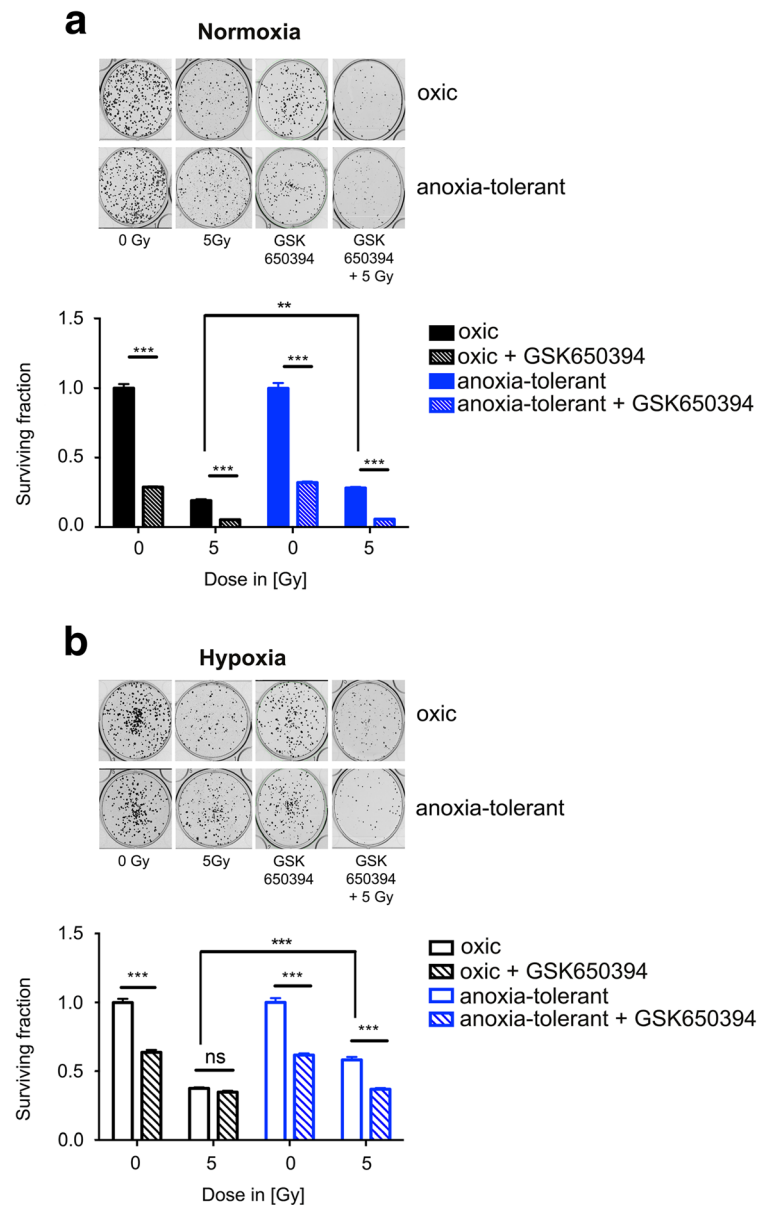 a
Normoxia
oxic
anoxia-tolerant
0 Gy
5Gy
GSK
650394
GSK
650394
+ 5 Gy
1.5
1.0
0.5
0.0
Surviving fraction
***
***
**
***
***
0
5
0
5
Dose in [Gy]
oxic
oxic + GSK650394
anoxia-tolerant
anoxia-tolerant + GSK650394
b
Hypoxia
oxic
anoxia-tolerant
0 Gy
5Gy
GSK
650394
GSK
650394
+ 5 Gy
1.5
1.0
0.5
0.0
Surviving fraction
***
ns
***
***
***
0
5
0
5
Dose in [Gy]
oxic
oxic + GSK650394
anoxia-tolerant
anoxia-tolerant + GSK650394